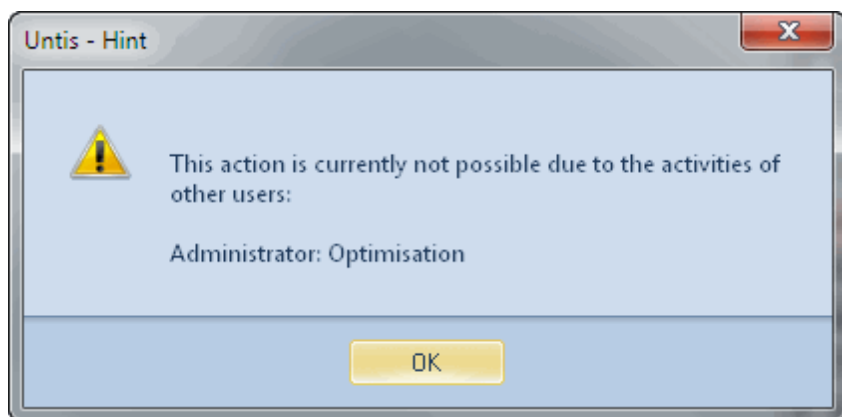 Untis - Hint
This action is currently not possible due to the activities of
other users:
Administrator: Optimisation
OK